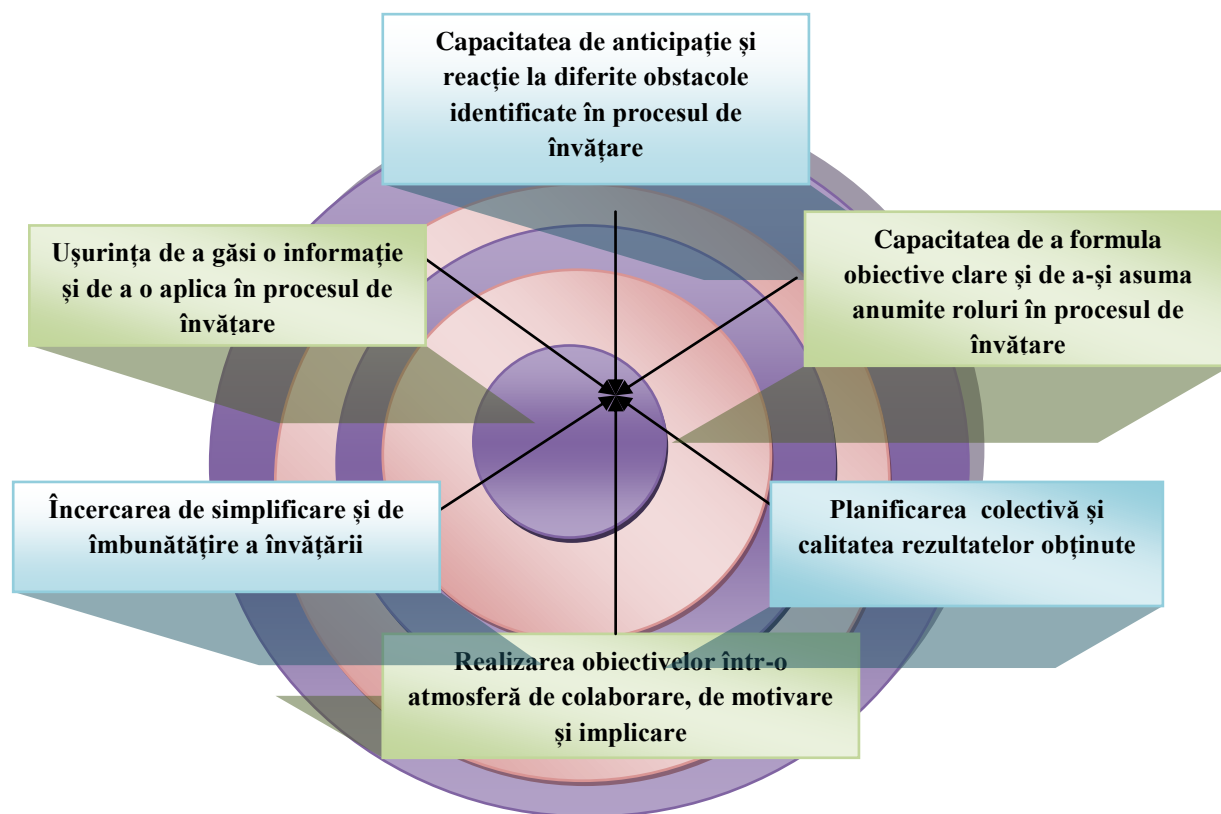 Capacitatea de anticipație și
reacție la diferite obstacole
identificate în procesul de
învățare
Ușurința de a găsi o informație
și de a o aplica în procesul de
învățare
Capacitatea de a formula
obiective clare și de a-și asuma
anumite roluri în procesul de
învățare
Încercarea de simplificare și de
îmbunătățire a învățării
Planificarea colectivă și
calitatea rezultatelor obținute
Realizarea obiectivelor într-o
atmosferă de colaborare, de motivare
și implicare